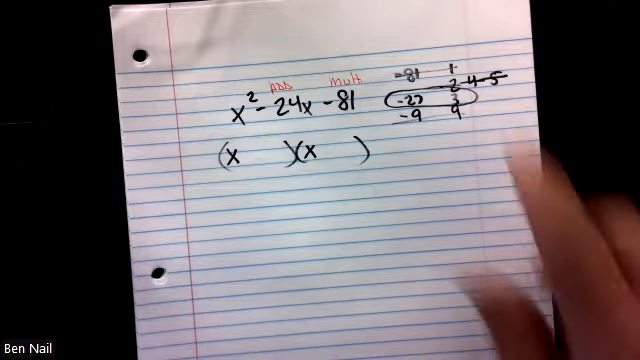 ADD mult
x² - 24x - 81
(x )(x )
-81 1
2 4 5
-27 3
-9 9
Ben Nail